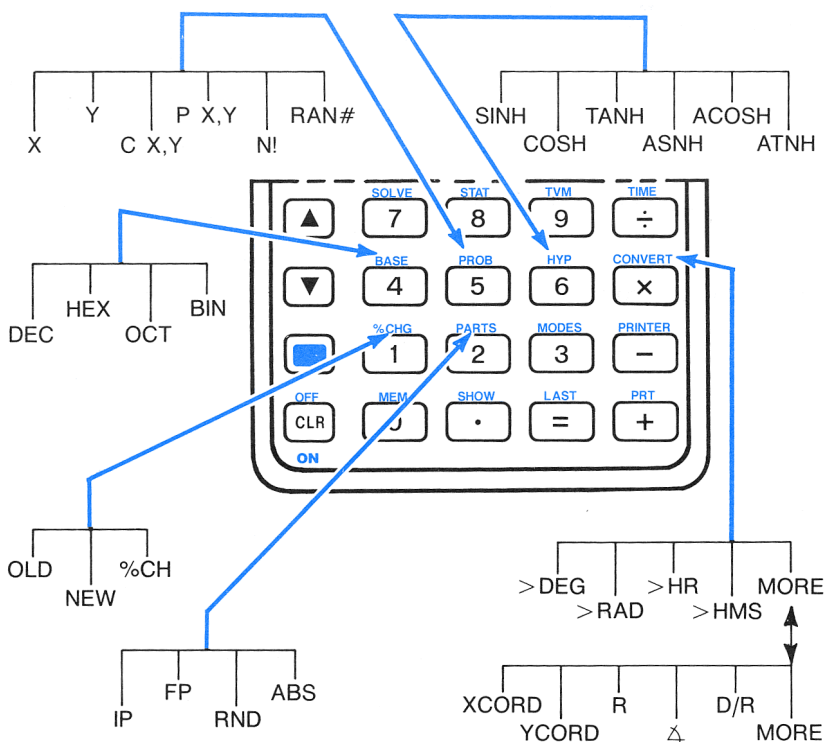 Y P X,Y RAN#
X C X,Y N!
SINH TANH ACOSH
COSH ASNH ATNH
SOLVE STAT TVM TIME
▲ 7 8 9 ÷
BASE PROB HYP CONVERT
▼ 4 5 6 ×
HEX BIN
DEC OCT
%CHG PARTS MODES PRINTER
1 2 3 −
OFF MEM SHOW LAST PRT
CLR · = +
ON
OLD %CH
NEW
>DEG >HR MORE
>RAD >HMS
FP ABS
IP RND
XCORD R D/R
YCORD ∡ MORE